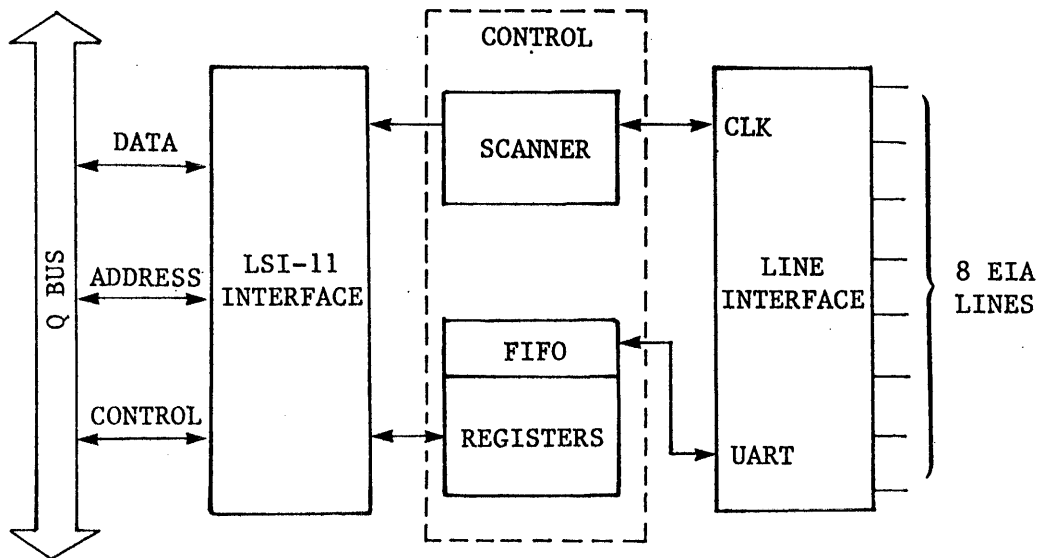 CONTROL
SCANNER
CLK
DATA
Q BUS
ADDRESS
LSI-11
INTERFACE
LINE
INTERFACE
8 EIA
LINES
FIFO
CONTROL
REGISTERS
UART